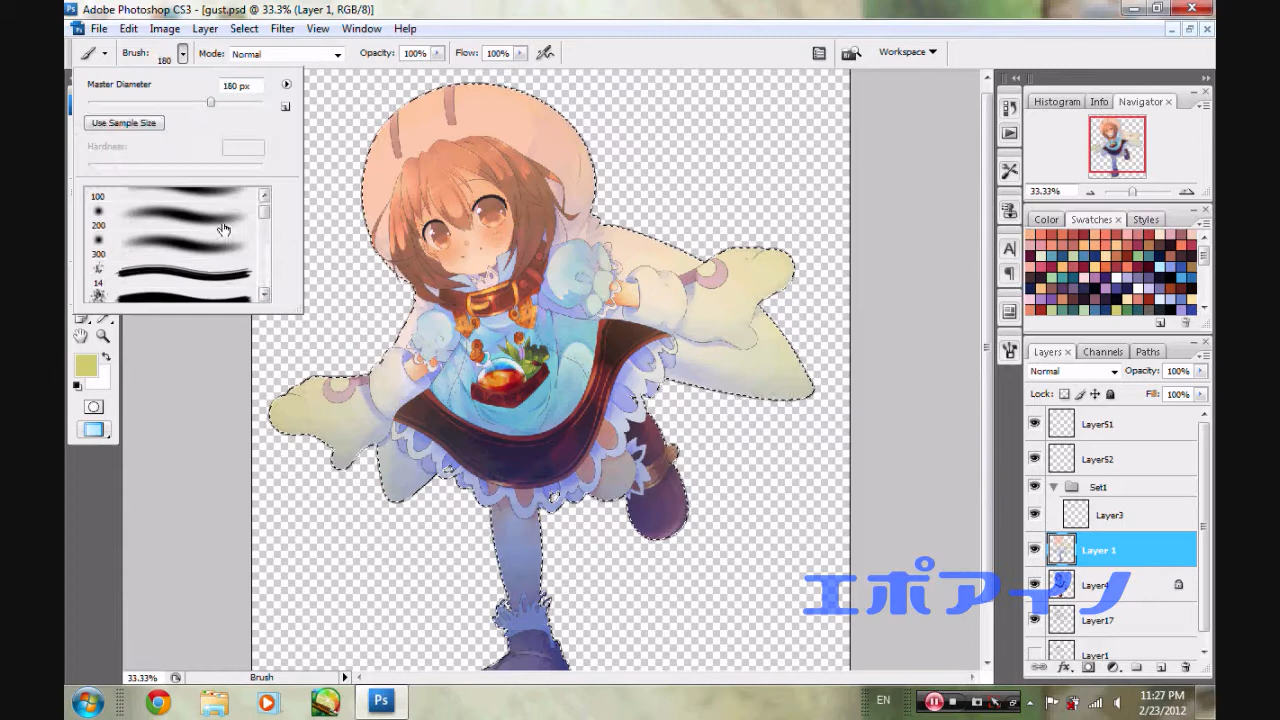 Adobe Photoshop CS3 - [gust.psd @ 33.3% (Layer 1, RGB/8)]
File Edit Image Layer Select Filter View Window Help
Brush: 180 Mode: Normal Opacity: 100% Flow: 100% Workspace
Master Diameter 180 px
Use Sample Size
Hardness:
100
200
300
14
Histogram Info Navigator
33.33%
Color Swatches Styles
Layers Channels Paths
Normal Opacity: 100%
Lock: Fill: 100%
LayerS1
LayerS2
Set1
Layer3
Layer 1
Layer4
Layer17
Layer1
エポアイノ
33.33% Brush
Ps EN 11:27 PM
2/23/2012